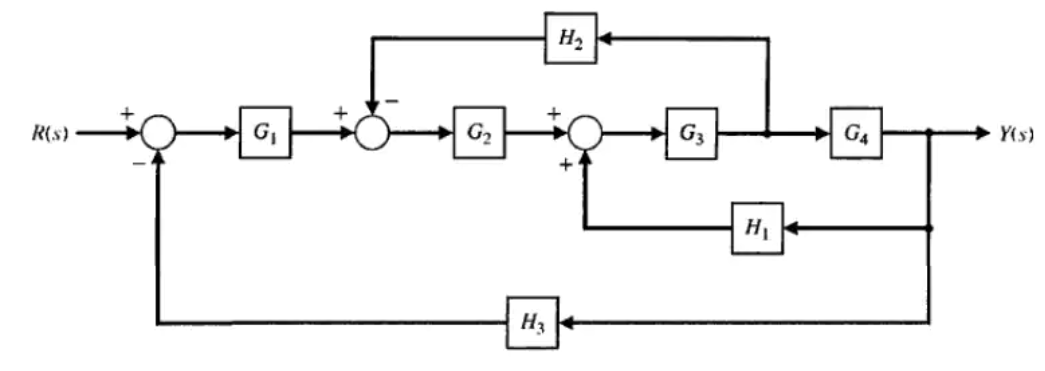 H₂
−
+ + +
R(s) G₁ G₂ G₃ G₄ Y(s)
− +
H₁
H₃